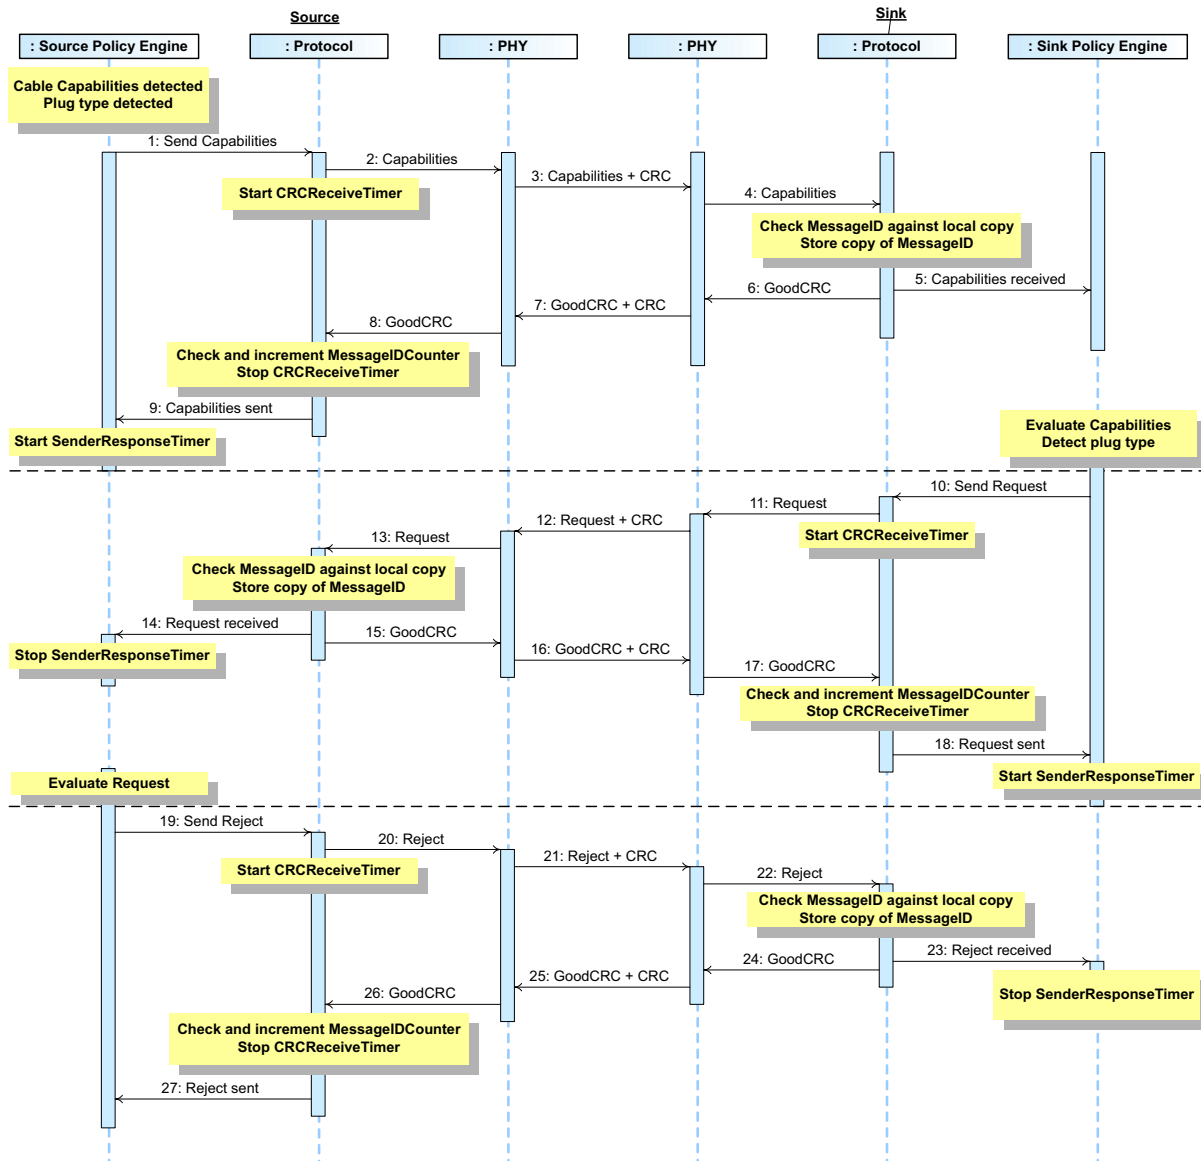 Source
Sink
: Source Policy Engine
: Protocol
: PHY
: PHY
: Protocol
: Sink Policy Engine
Cable Capabilities detected
Plug type detected
1: Send Capabilities
2: Capabilities
Start CRCReceiveTimer
3: Capabilities + CRC
4: Capabilities
Check MessageID against local copy
Store copy of MessageID
5: Capabilities received
6: GoodCRC
7: GoodCRC + CRC
8: GoodCRC
Check and increment MessageIDCounter
Stop CRCReceiveTimer
9: Capabilities sent
Start SenderResponseTimer
Evaluate Capabilities
Detect plug type
10: Send Request
11: Request
Start CRCReceiveTimer
12: Request + CRC
13: Request
Check MessageID against local copy
Store copy of MessageID
14: Request received
Stop SenderResponseTimer
15: GoodCRC
16: GoodCRC + CRC
17: GoodCRC
Check and increment MessageIDCounter
Stop CRCReceiveTimer
18: Request sent
Start SenderResponseTimer
Evaluate Request
19: Send Reject
20: Reject
Start CRCReceiveTimer
21: Reject + CRC
22: Reject
Check MessageID against local copy
Store copy of MessageID
23: Reject received
Stop SenderResponseTimer
24: GoodCRC
25: GoodCRC + CRC
26: GoodCRC
Check and increment MessageIDCounter
Stop CRCReceiveTimer
27: Reject sent